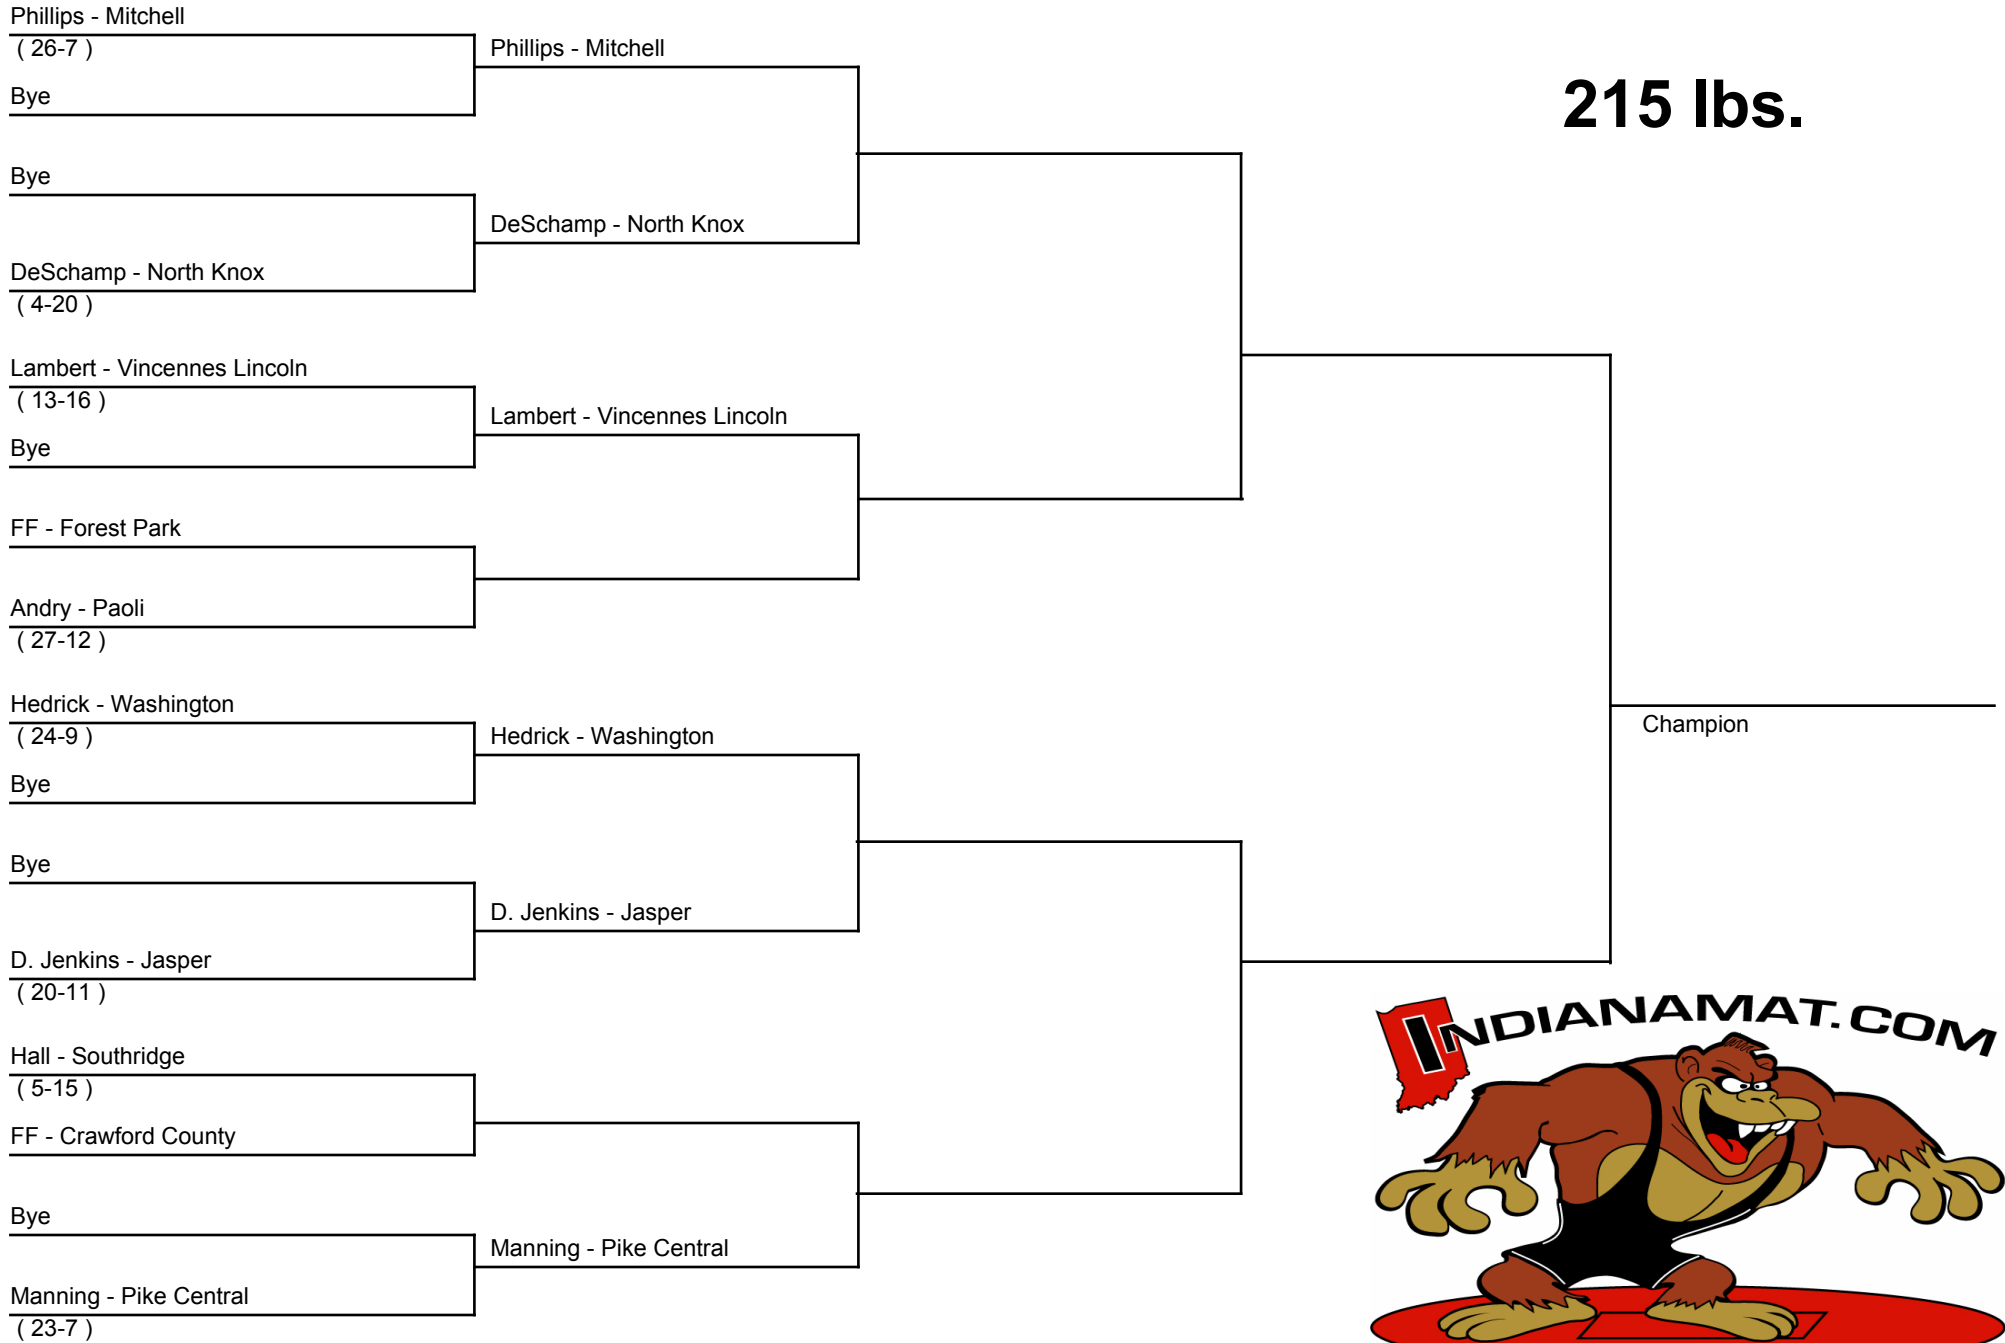 Phillips - Mitchell
( 26-7 )
Phillips - Mitchell
Bye
215 lbs.
Bye
DeSchamp - North Knox
DeSchamp - North Knox
( 4-20 )
Lambert - Vincennes Lincoln
( 13-16 )
Lambert - Vincennes Lincoln
Bye
FF - Forest Park
Andry - Paoli
( 27-12 )
Hedrick - Washington
( 24-9 )
Hedrick - Washington
Champion
Bye
Bye
D. Jenkins - Jasper
D. Jenkins - Jasper
( 20-11 )
INDIANAMAT.COM
Hall - Southridge
( 5-15 )
FF - Crawford County
Bye
Manning - Pike Central
Manning - Pike Central
( 23-7 )